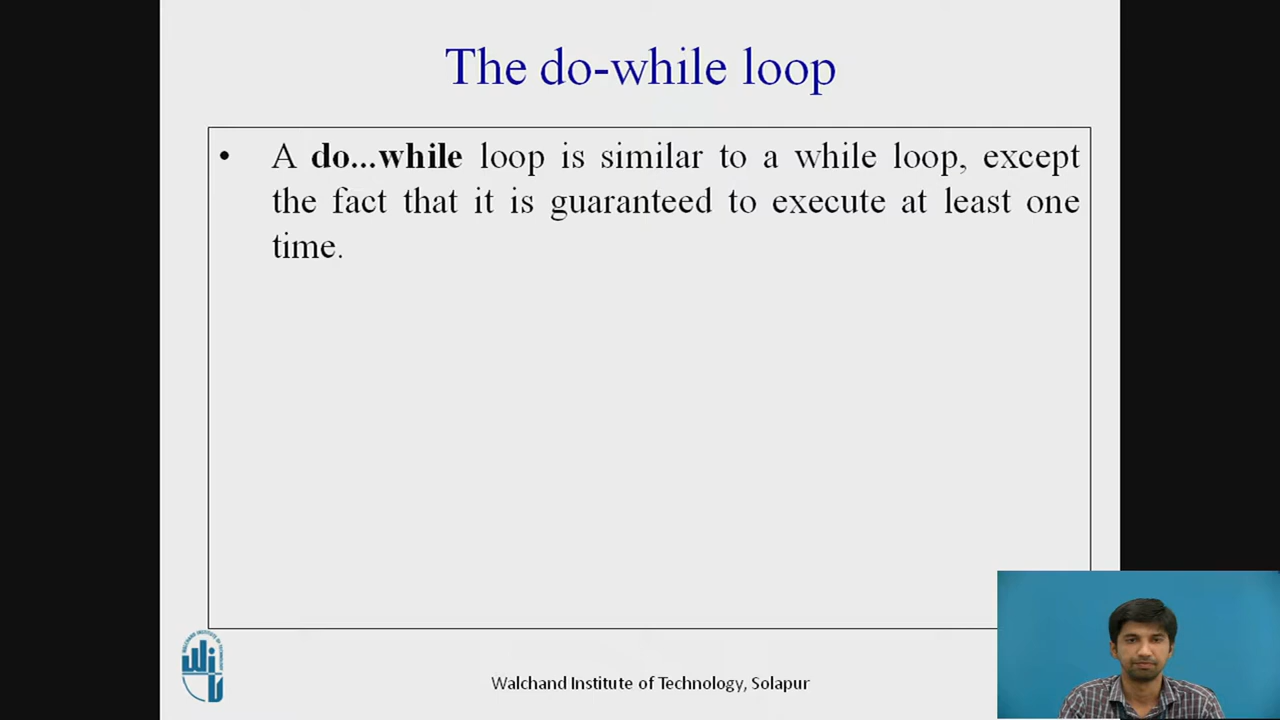 The do-while loop
• A do...while loop is similar to a while loop, except
the fact that it is guaranteed to execute at least one
time.
Walchand Institute of Technology, Solapur